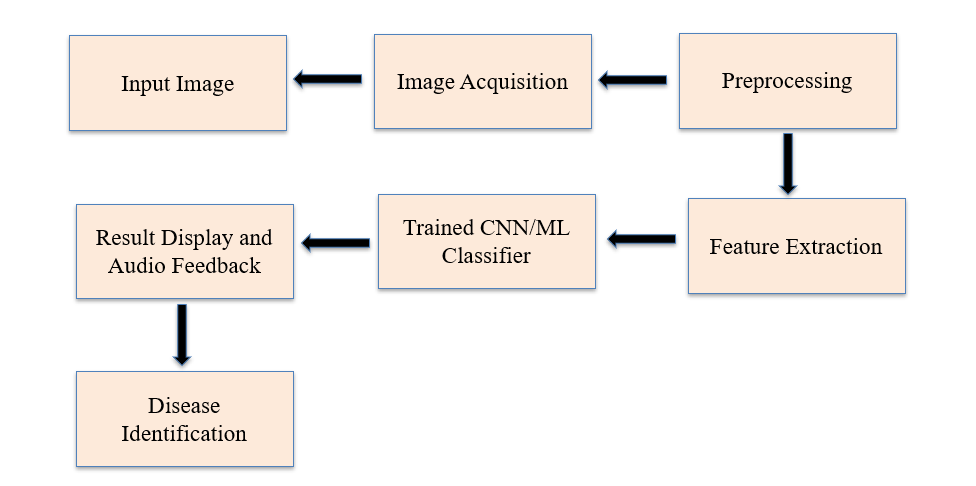 Input Image
Image Acquisition
Preprocessing
Result Display and
Audio Feedback
Trained CNN/ML
Classifier
Feature Extraction
Disease
Identification